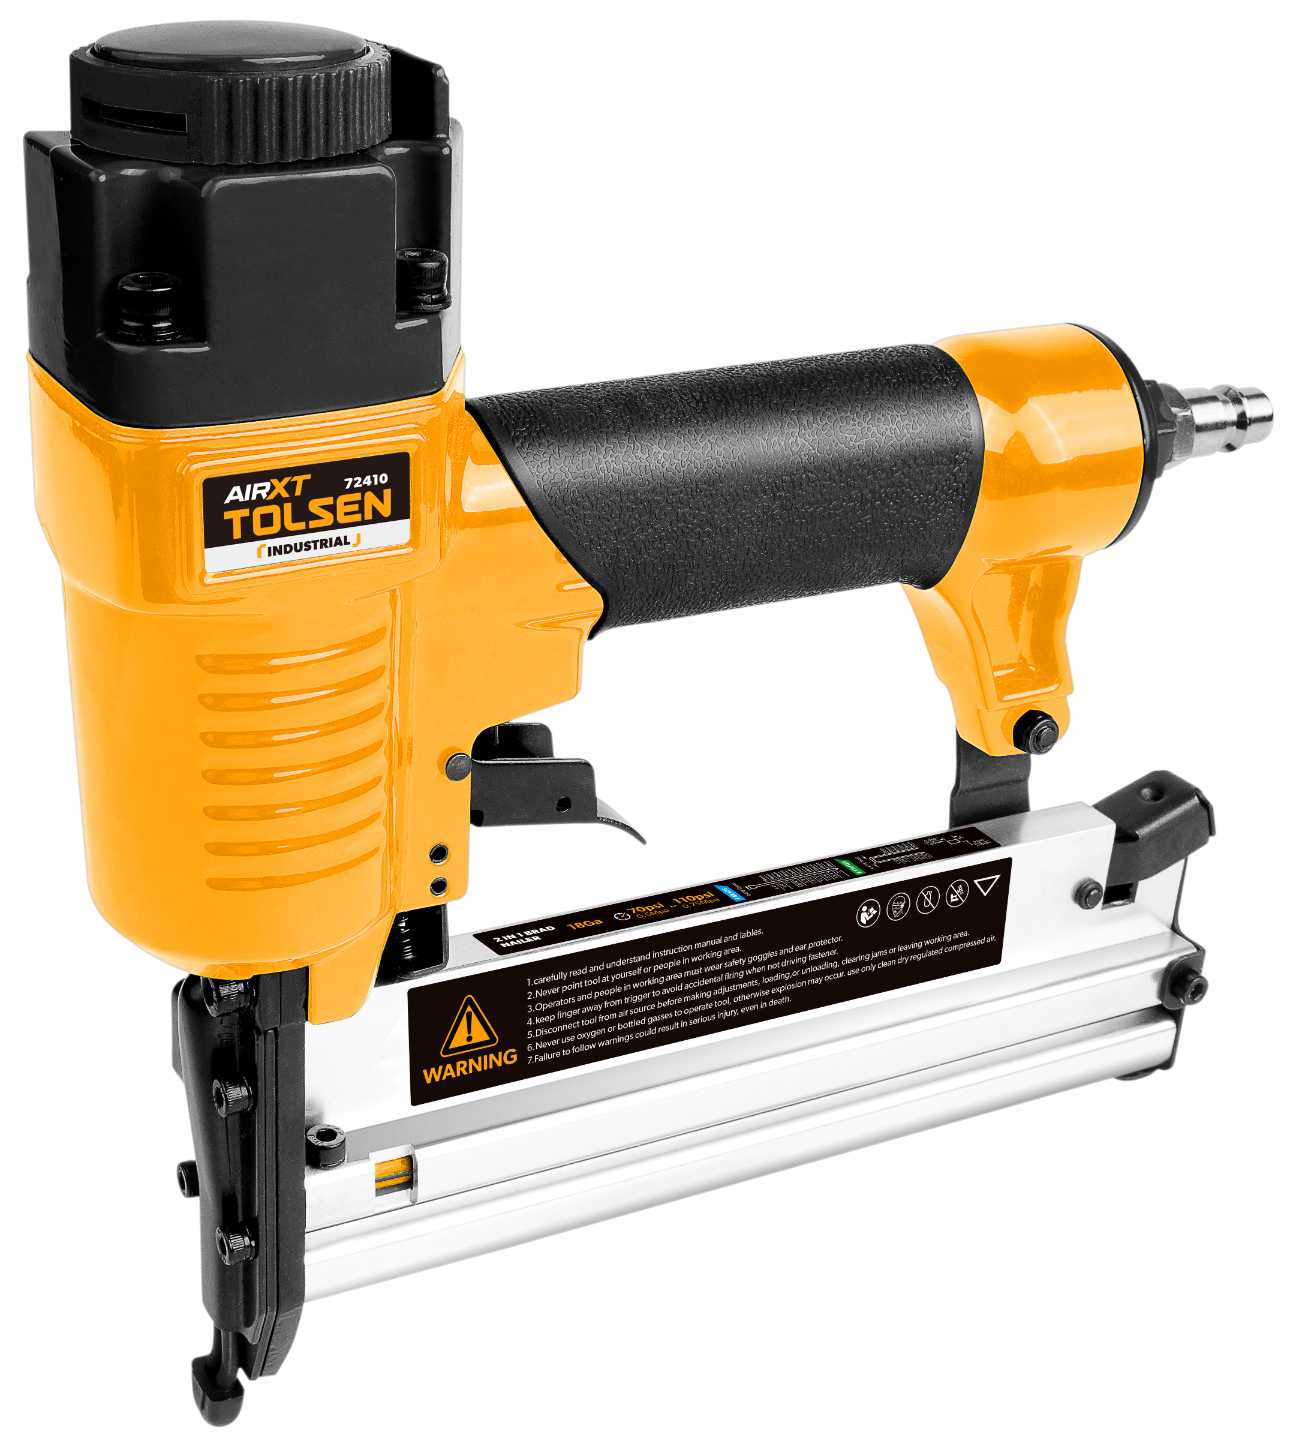 AIRXT 72410
TOLSEN
INDUSTRIAL
2 IN 1 BRAD
NAILER
18Ga
70psi - 110psi
0.5Mpa 0.75Mpa
WARNING
1.carefully read and understand instruction manual and lables.
2.Never point tool at yourself or people in working area.
3.Operators and people in working area must wear safety goggles and ear protector.
4.keep finger away from trigger to avoid accidental firing when not driving fastener.
5.Disconnect tool from air source before making adjustments, loading,or unloading, clearing jams or leaving working area.
6.Never use oxygen or bottled gasses to operate tool, otherwise explosion may occur. use only clean dry regulated compressed air.
7.Failure to follow warnings could result in serious injury, even in death.